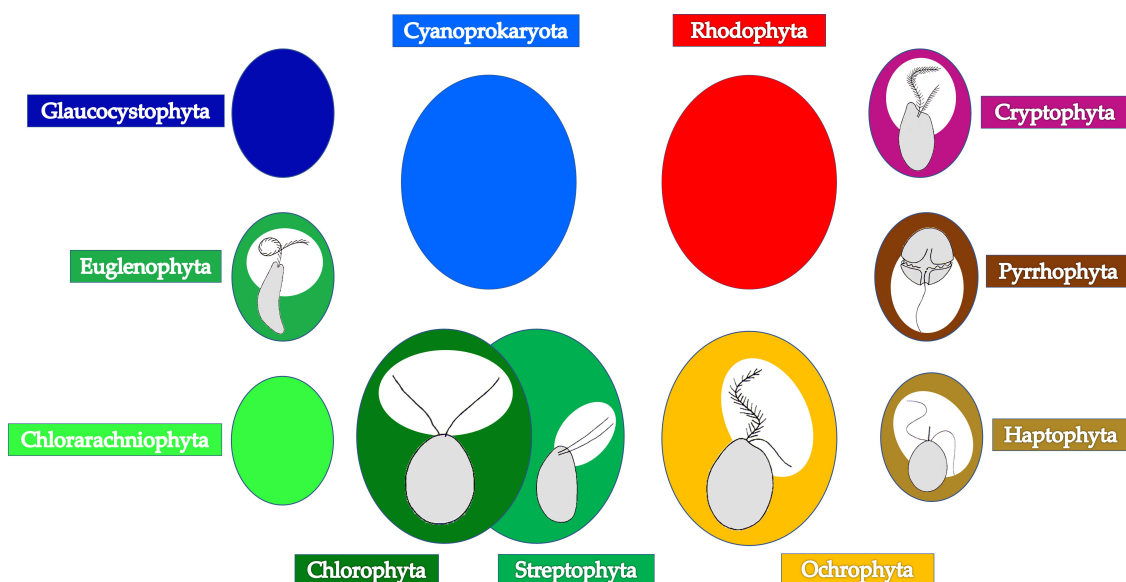 Cyanoprokaryota
Rhodophyta
Glaucocystophyta
Cryptophyta
Euglenophyta
Pyrrhophyta
Chlorarachniophyta
Haptophyta
Chlorophyta
Streptophyta
Ochrophyta